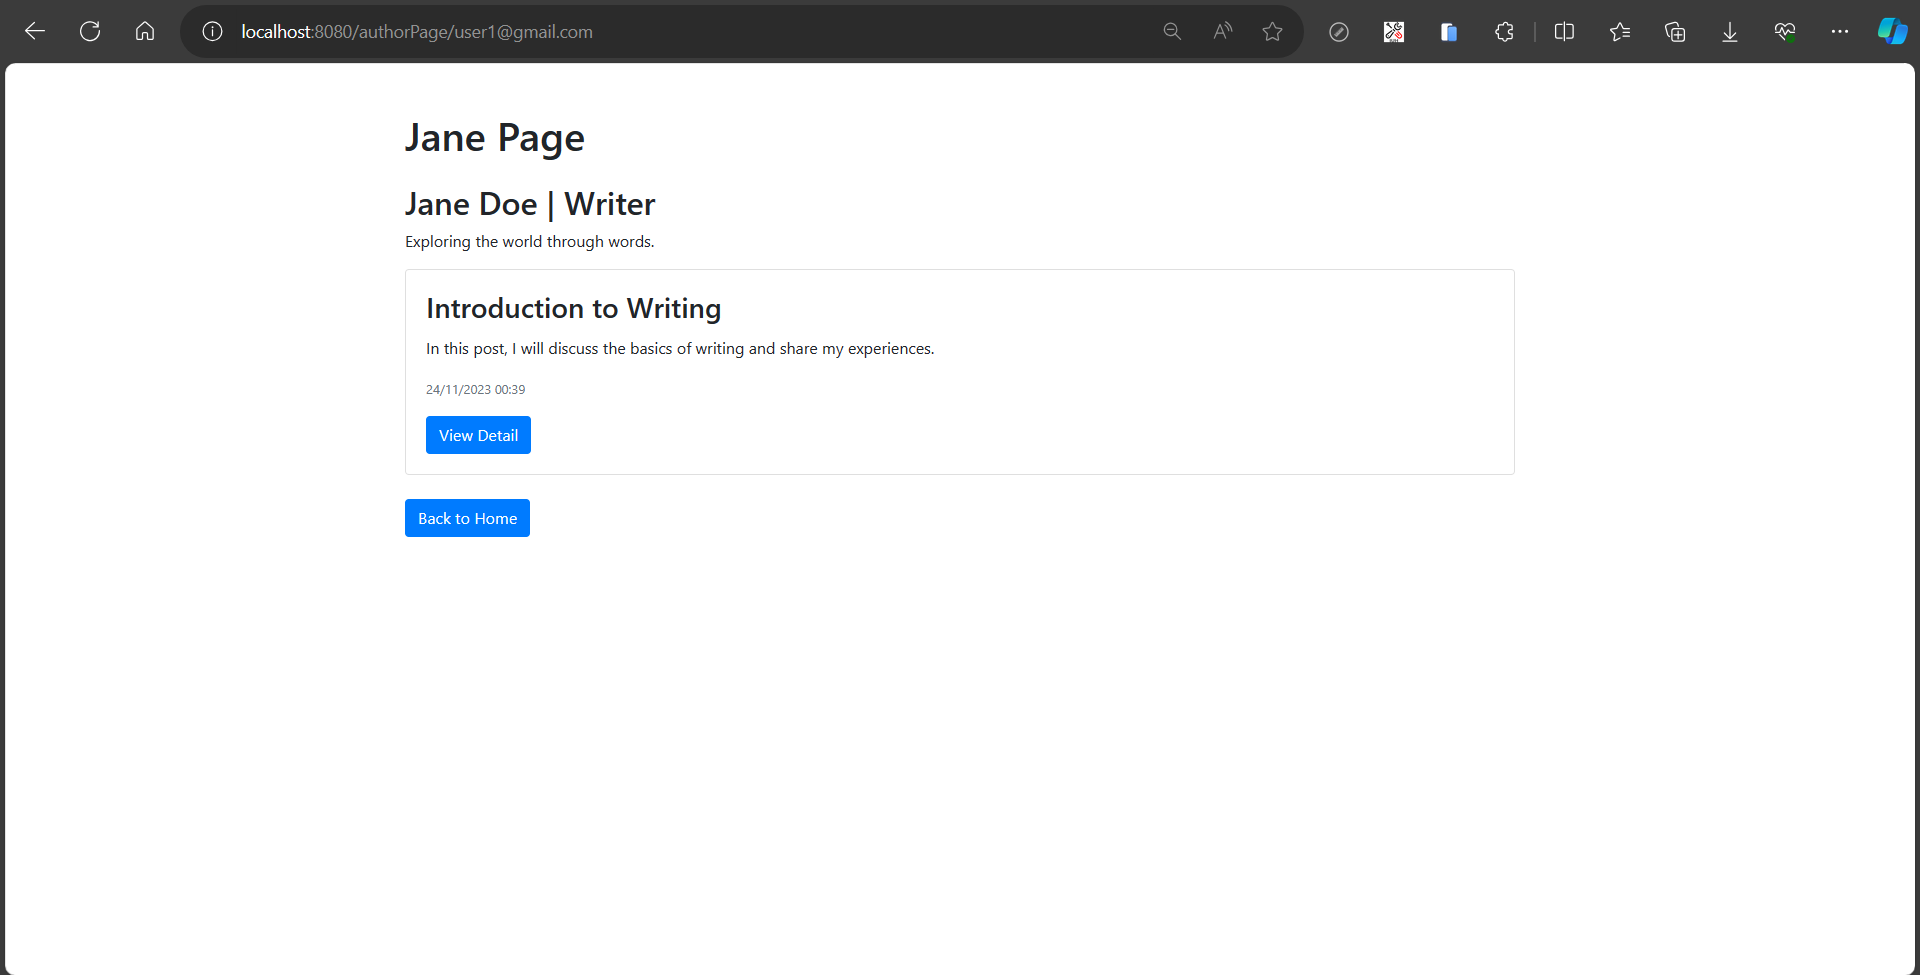 localhost:8080/authorPage/user1@gmail.com
Jane Page
Jane Doe | Writer
Exploring the world through words.
Introduction to Writing
In this post, I will discuss the basics of writing and share my experiences.
24/11/2023 00:39
View Detail
Back to Home